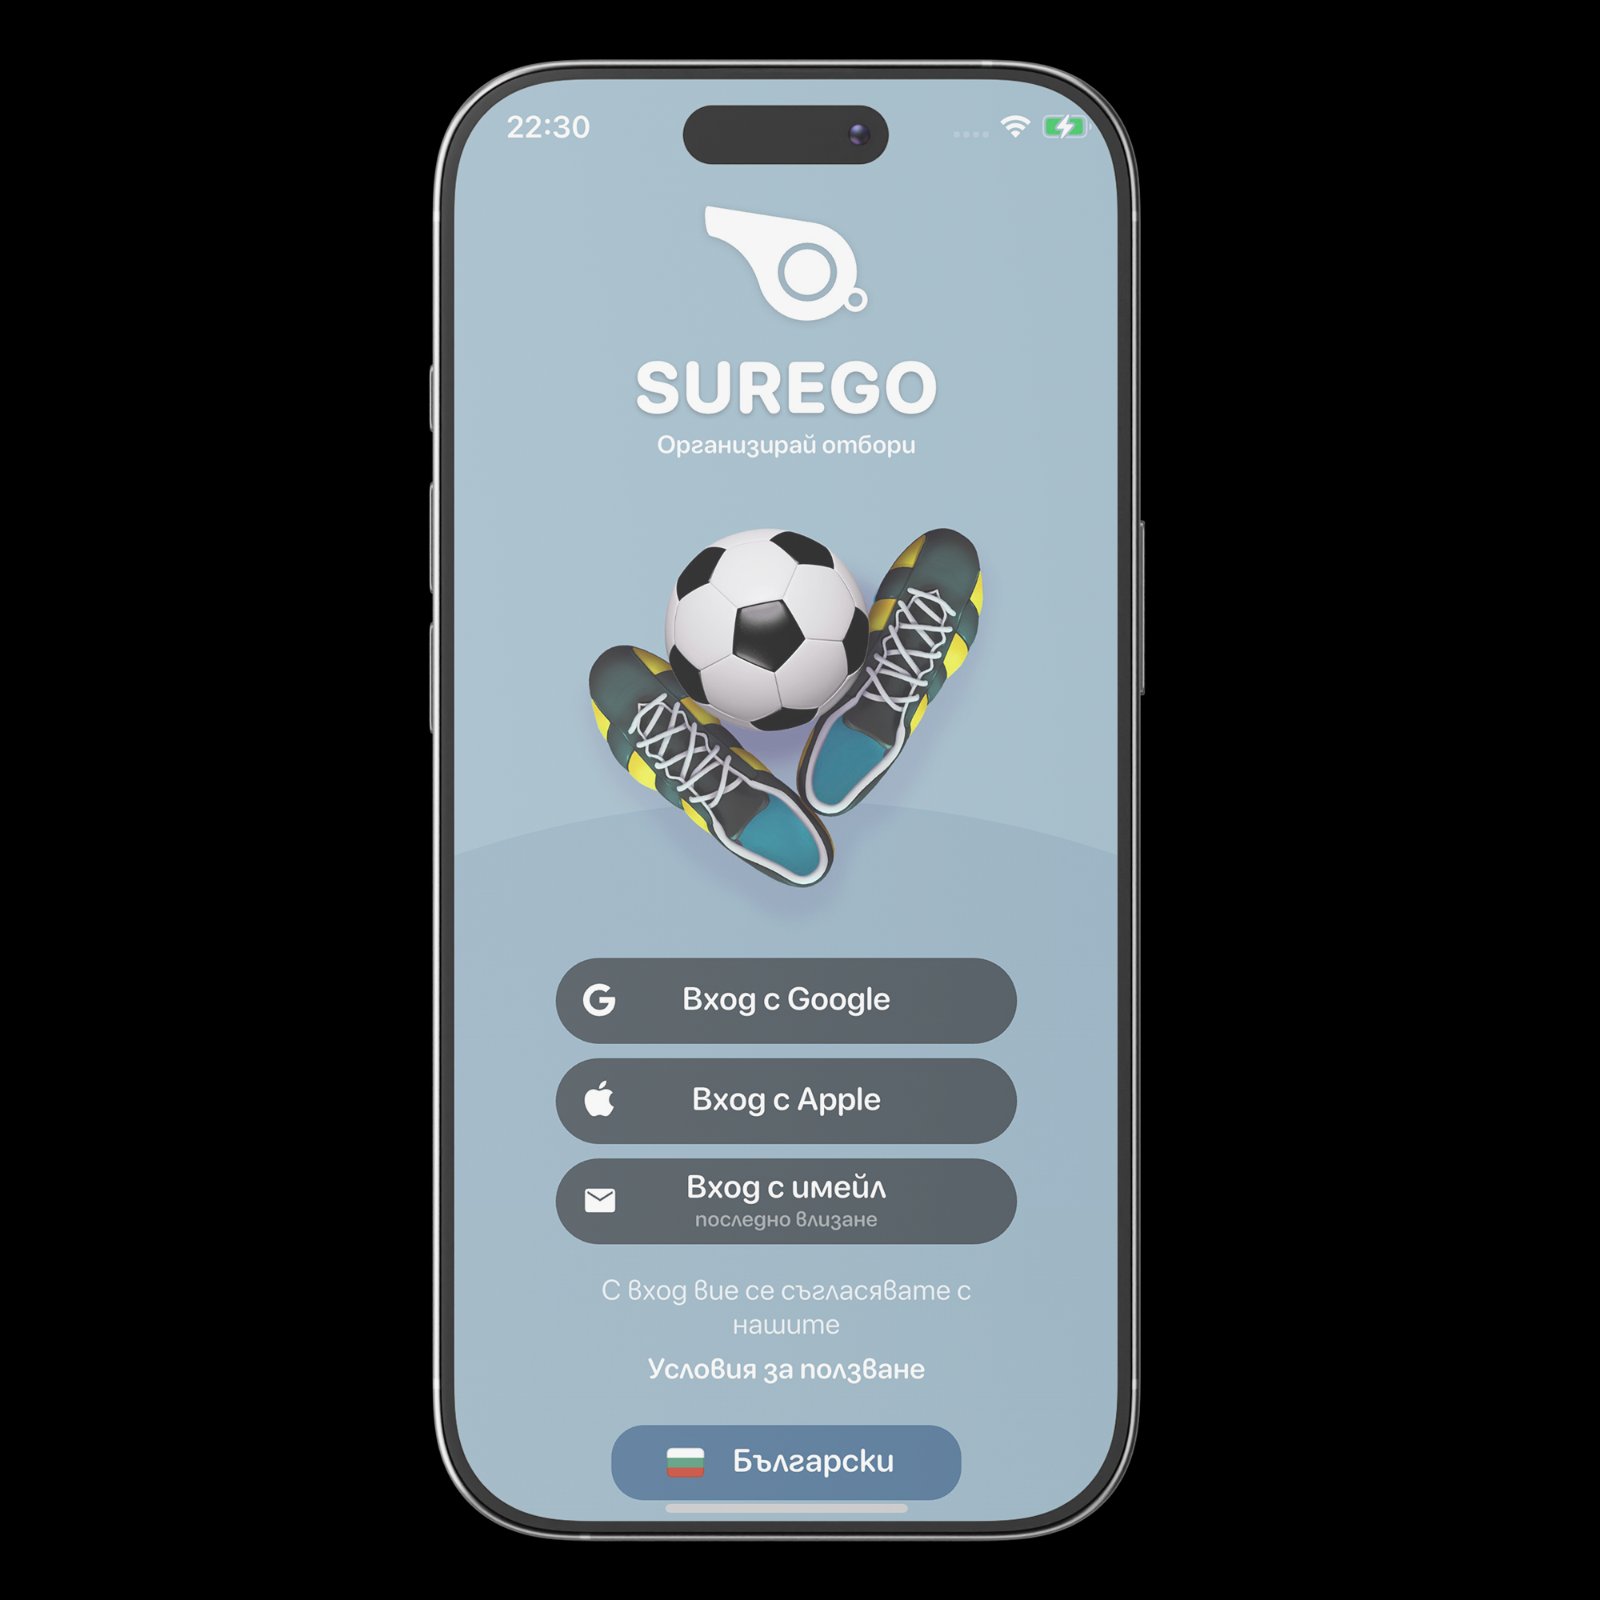 22:30
SUREGO
Организирай отбори
Вход с Google
Вход с Apple
Вход с имейл
последно влизане
С вход вие се съгласявате с
нашите
Условия за ползване
Български